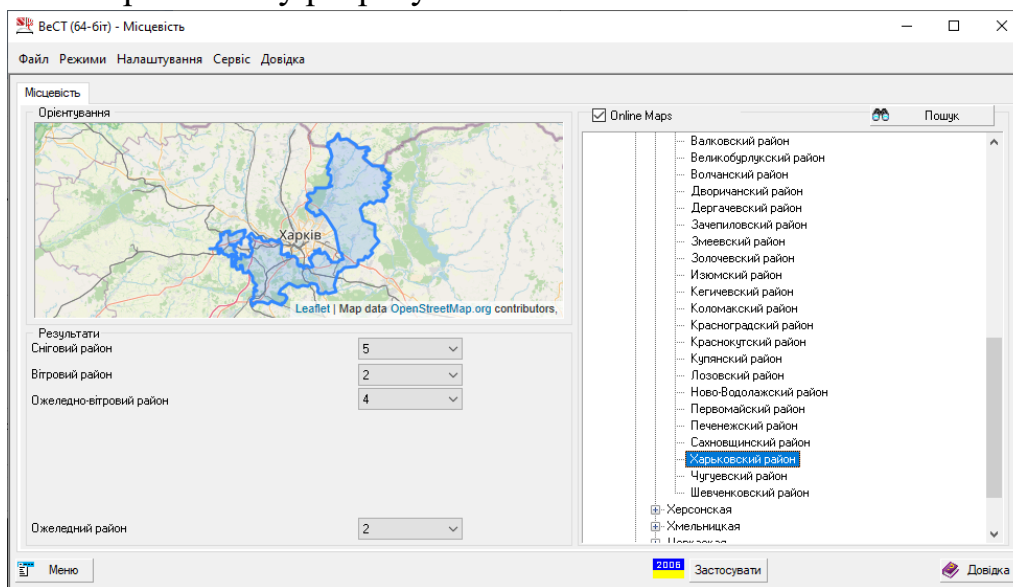 ВеСТ (64-біт) - Місцевість
Файл Режими Налаштування Сервіс Довідка
Місцевість
Орієнтування
Харків
Leaflet | Map data OpenStreetMap.org contributors,
Результати
Сніговий район 5
Вітровий район 2
Ожеледно-вітровий район 4
Ожеледний район 2
Online Maps
Пошук
Валковский район
Великобурлукский район
Волчанский район
Дворичанский район
Дергачевский район
Зачепиловский район
Змеевский район
Золочевский район
Изюмский район
Кегичевский район
Коломакский район
Красноградский район
Краснокутский район
Купянский район
Лозовский район
Ново-Водолажский район
Первомайский район
Печенежский район
Сахновщинский район
Харьковский район
Чугуевский район
Шевченковский район
Херсонская
Хмельницкая
Меню
2006 Застосувати
Довідка